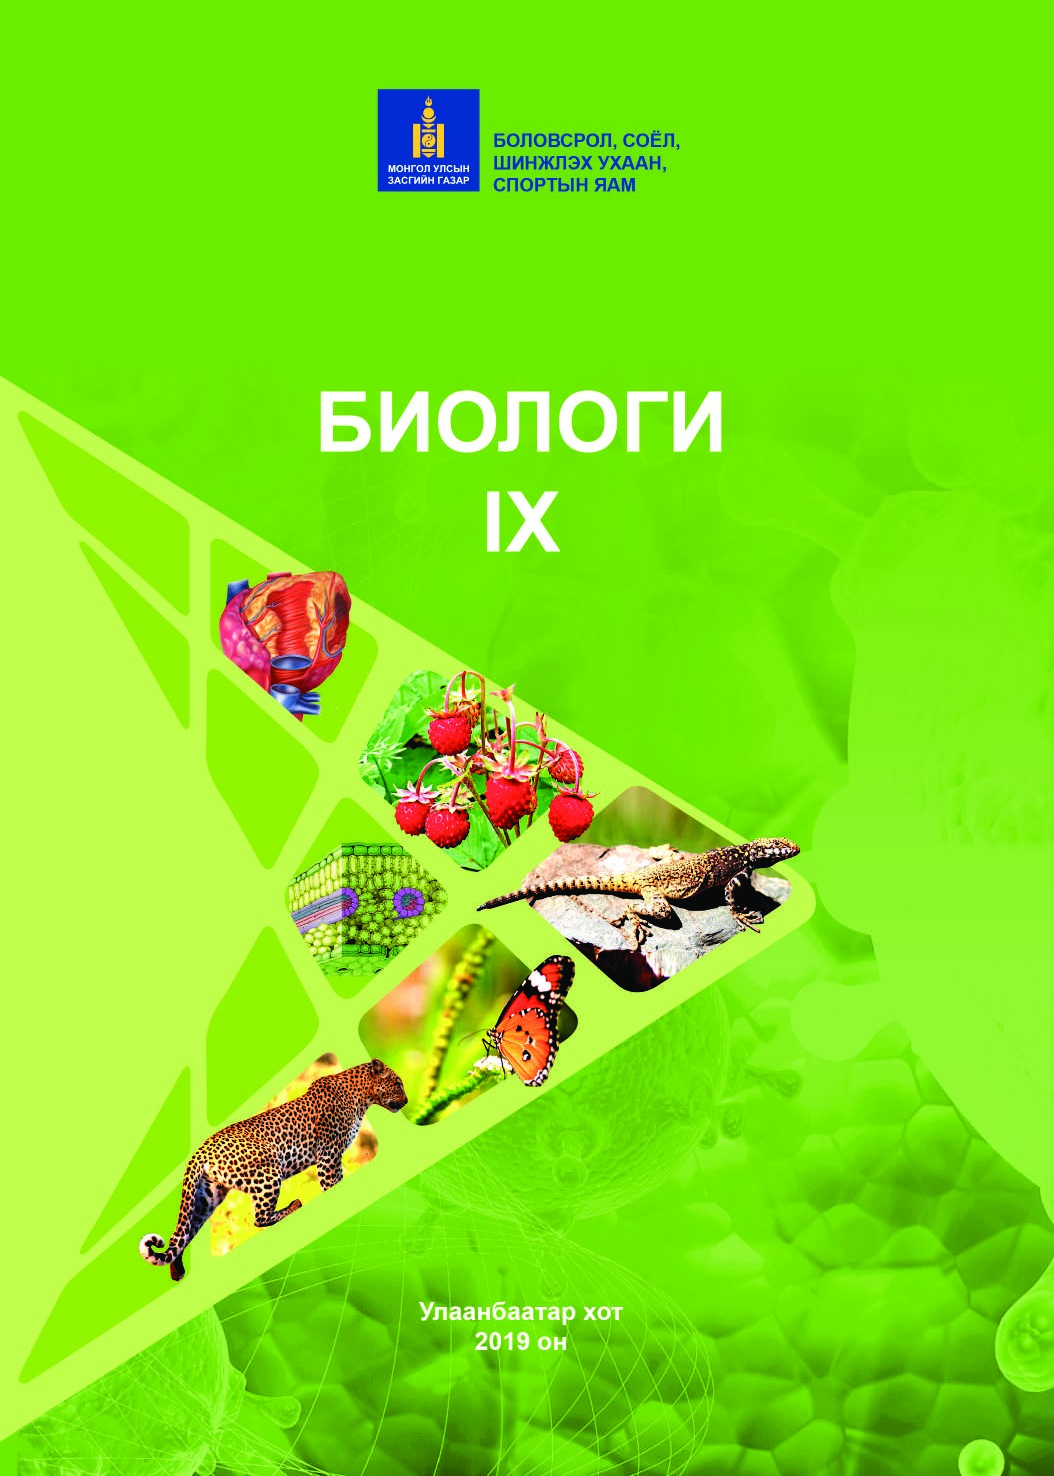 МОНГОЛ УЛСЫН
ЗАСГИЙН ГАЗАР
БОЛОВСРОЛ, СОЁЛ,
ШИНЖЛЭХ УХААН,
СПОРТЫН ЯАМ
БИОЛОГИ
IX
Улаанбаатар хот
2019 он